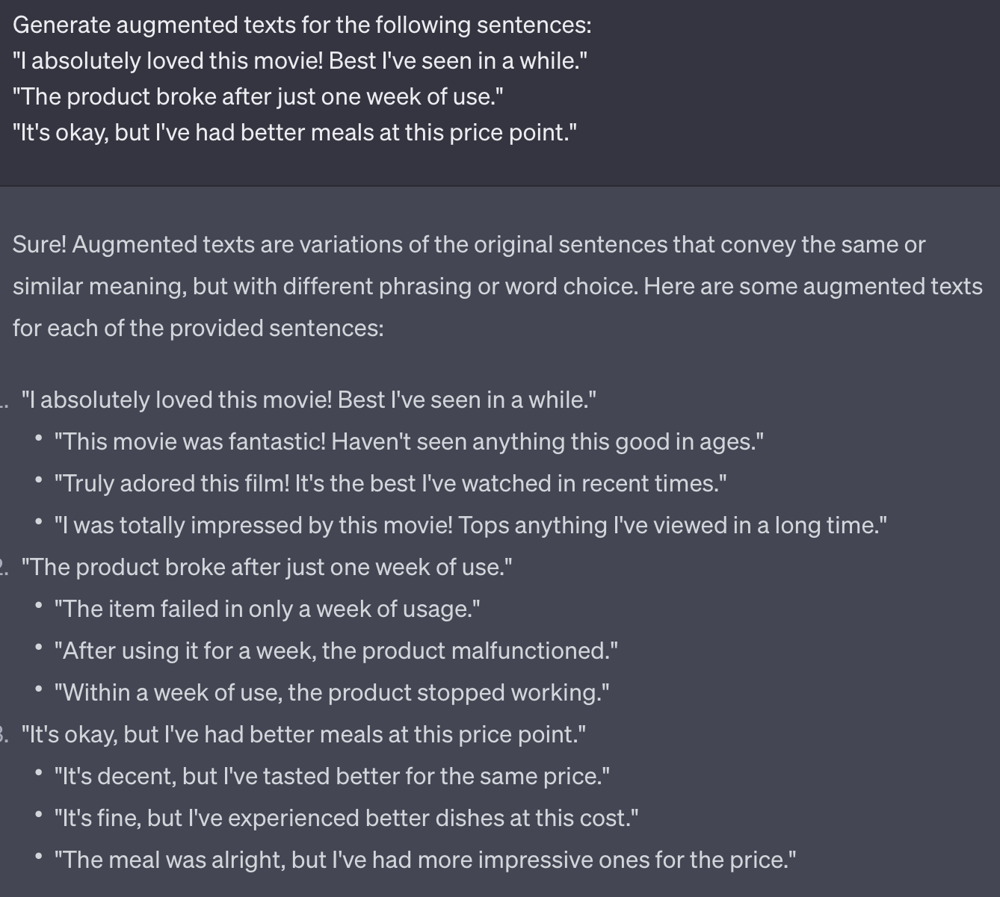 Generate augmented texts for the following sentences:
"I absolutely loved this movie! Best I've seen in a while."
"The product broke after just one week of use."
"It's okay, but I've had better meals at this price point."
Sure! Augmented texts are variations of the original sentences that convey the same or
similar meaning, but with different phrasing or word choice. Here are some augmented texts
for each of the provided sentences:
1. "I absolutely loved this movie! Best I've seen in a while."
• "This movie was fantastic! Haven't seen anything this good in ages."
• "Truly adored this film! It's the best I've watched in recent times."
• "I was totally impressed by this movie! Tops anything I've viewed in a long time."
2. "The product broke after just one week of use."
• "The item failed in only a week of usage."
• "After using it for a week, the product malfunctioned."
• "Within a week of use, the product stopped working."
3. "It's okay, but I've had better meals at this price point."
• "It's decent, but I've tasted better for the same price."
• "It's fine, but I've experienced better dishes at this cost."
• "The meal was alright, but I've had more impressive ones for the price."